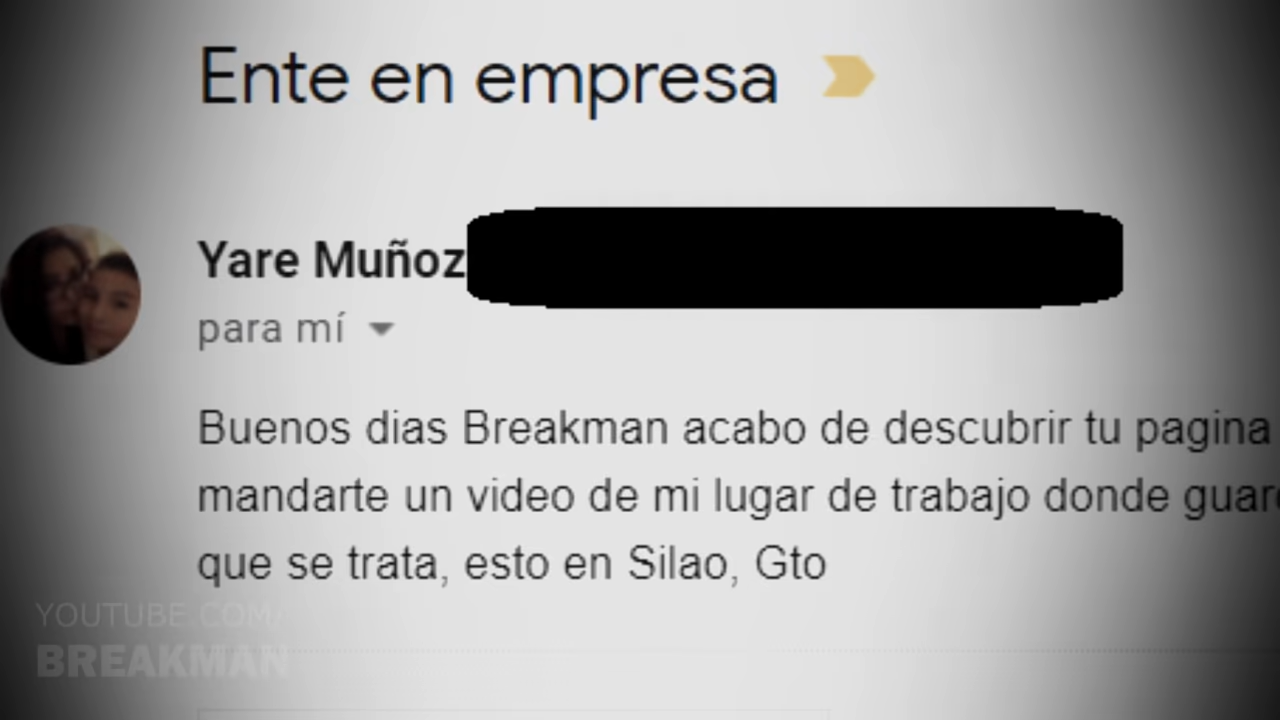 Ente en empresa
Yare Muñoz
para mí
Buenos dias Breakman acabo de descubrir tu pagina
mandarte un video de mi lugar de trabajo donde
que se trata, esto en Silao, Gto
YOUTUBE.COM/
BREAKMAN